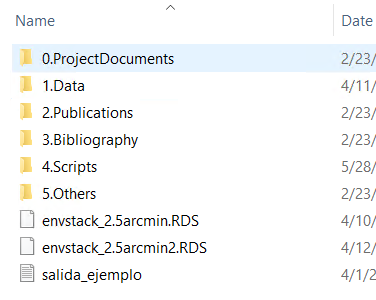 Name Date
0.ProjectDocuments 2/23/
1.Data 4/11/
2.Publications 2/23/
3.Bibliography 2/23/
4.Scripts 5/28/
5.Others 2/23/
envstack_2.5arcmin.RDS 4/10/
envstack_2.5arcmin2.RDS 4/12/
salida_ejemplo 4/1/2